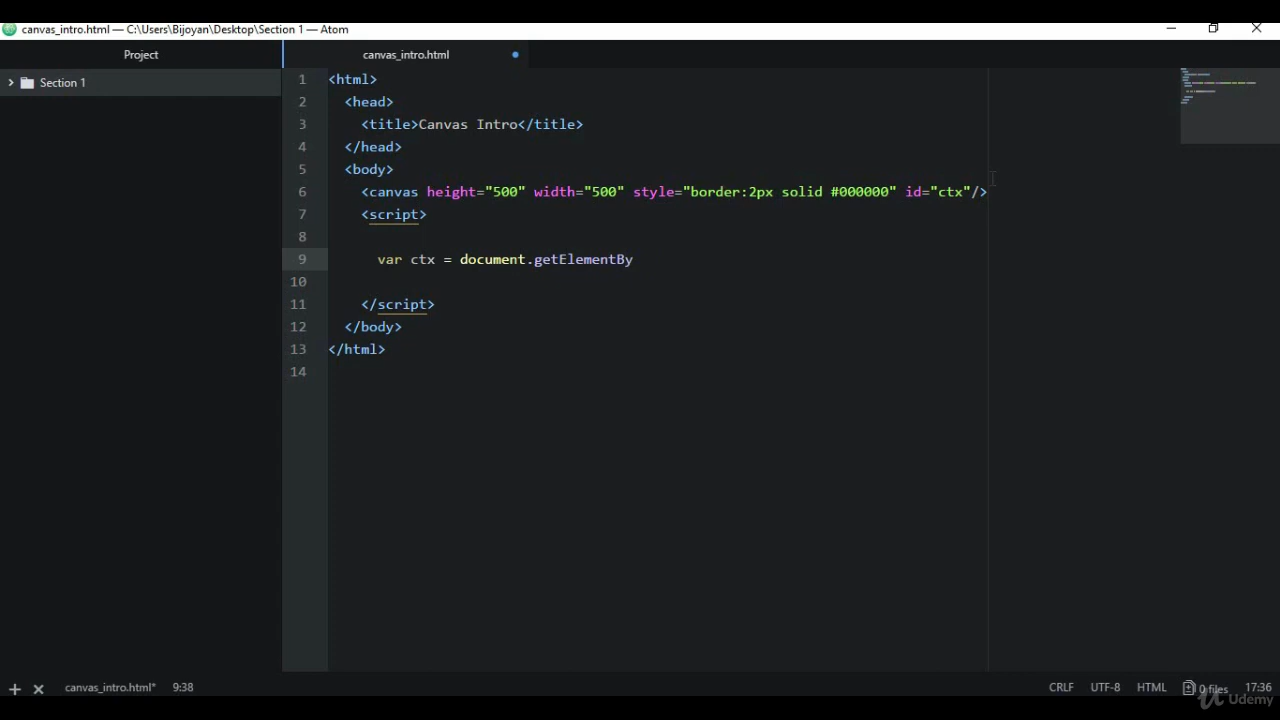 canvas_intro.html — C:\Users\Bijoyan\Desktop\Section 1 — Atom
Project
canvas_intro.html
Section 1
1 <html>
2 <head>
3 <title>Canvas Intro</title>
4 </head>
5 <body>
6 <canvas height="500" width="500" style="border:2px solid #000000" id="ctx"/>
7 <script>
8
9 var ctx = document.getElementBy
10
11 </script>
12 </body>
13 </html>
14
canvas_intro.html* 9:38 CRLF UTF-8 HTML 0 files 17:36
Udemy